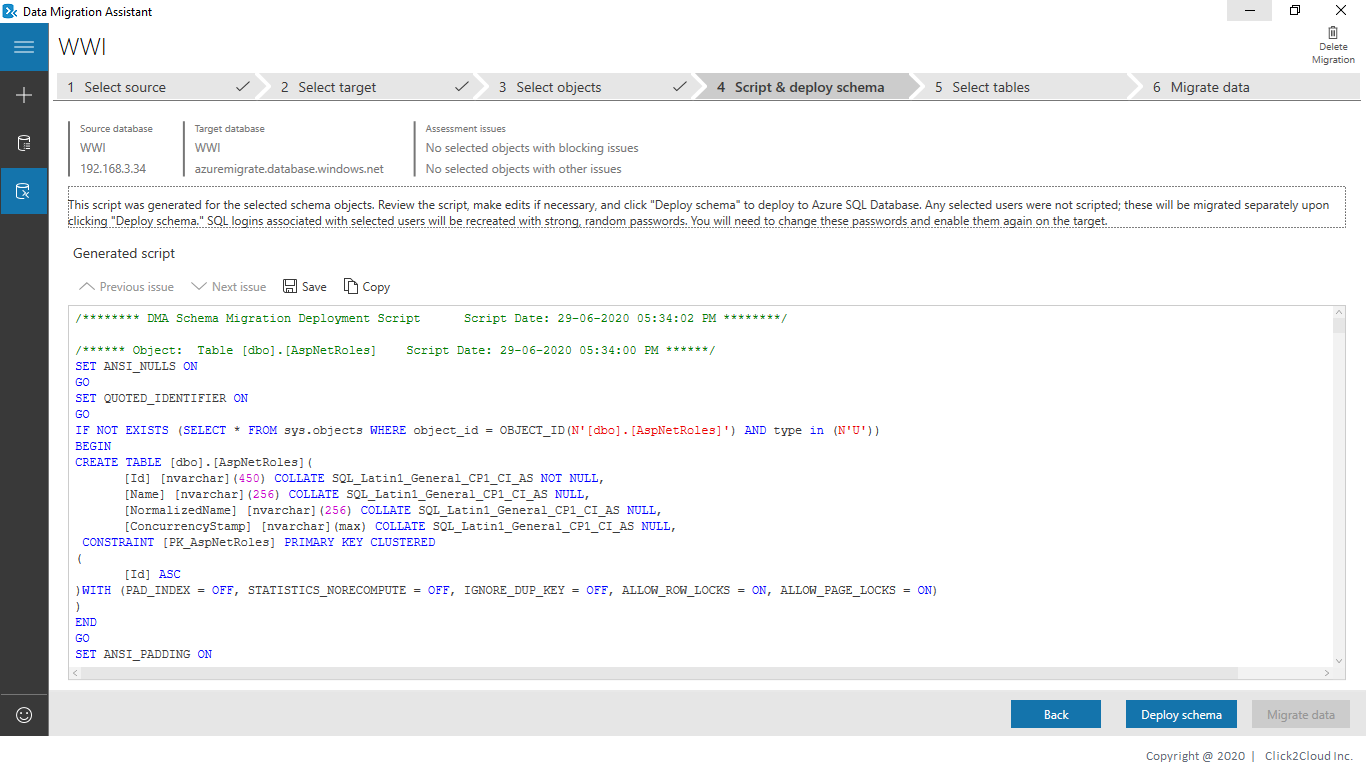 Data Migration Assistant
WWI
Delete
Migration
1 Select source
2 Select target
3 Select objects
4 Script & deploy schema
5 Select tables
6 Migrate data
Source database
WWI
192.168.3.34
Target database
WWI
azuremigrate.database.windows.net
Assessment issues
No selected objects with blocking issues
No selected objects with other issues
This script was generated for the selected schema objects. Review the script, make edits if necessary, and click "Deploy schema" to deploy to Azure SQL Database. Any selected users were not scripted; these will be migrated separately upon
clicking "Deploy schema." SQL logins associated with selected users will be recreated with strong, random passwords. You will need to change these passwords and enable them again on the target.
Generated script
Previous issue Next issue Save Copy
/******** DMA Schema Migration Deployment Script      Script Date: 29-06-2020 05:34:02 PM ********/
/****** Object:  Table [dbo].[AspNetRoles]    Script Date: 29-06-2020 05:34:00 PM ******/
SET ANSI_NULLS ON
GO
SET QUOTED_IDENTIFIER ON
GO
IF NOT EXISTS (SELECT * FROM sys.objects WHERE object_id = OBJECT_ID(N'[dbo].[AspNetRoles]') AND type in (N'U'))
BEGIN
CREATE TABLE [dbo].[AspNetRoles](
[Id] [nvarchar](450) COLLATE SQL_Latin1_General_CP1_CI_AS NOT NULL,
[Name] [nvarchar](256) COLLATE SQL_Latin1_General_CP1_CI_AS NULL,
[NormalizedName] [nvarchar](256) COLLATE SQL_Latin1_General_CP1_CI_AS NULL,
[ConcurrencyStamp] [nvarchar](max) COLLATE SQL_Latin1_General_CP1_CI_AS NULL,
CONSTRAINT [PK_AspNetRoles] PRIMARY KEY CLUSTERED
(
[Id] ASC
)WITH (PAD_INDEX = OFF, STATISTICS_NORECOMPUTE = OFF, IGNORE_DUP_KEY = OFF, ALLOW_ROW_LOCKS = ON, ALLOW_PAGE_LOCKS = ON)
)
END
GO
SET ANSI_PADDING ON
Back
Deploy schema
Migrate data
Copyright @ 2020 | Click2Cloud Inc.